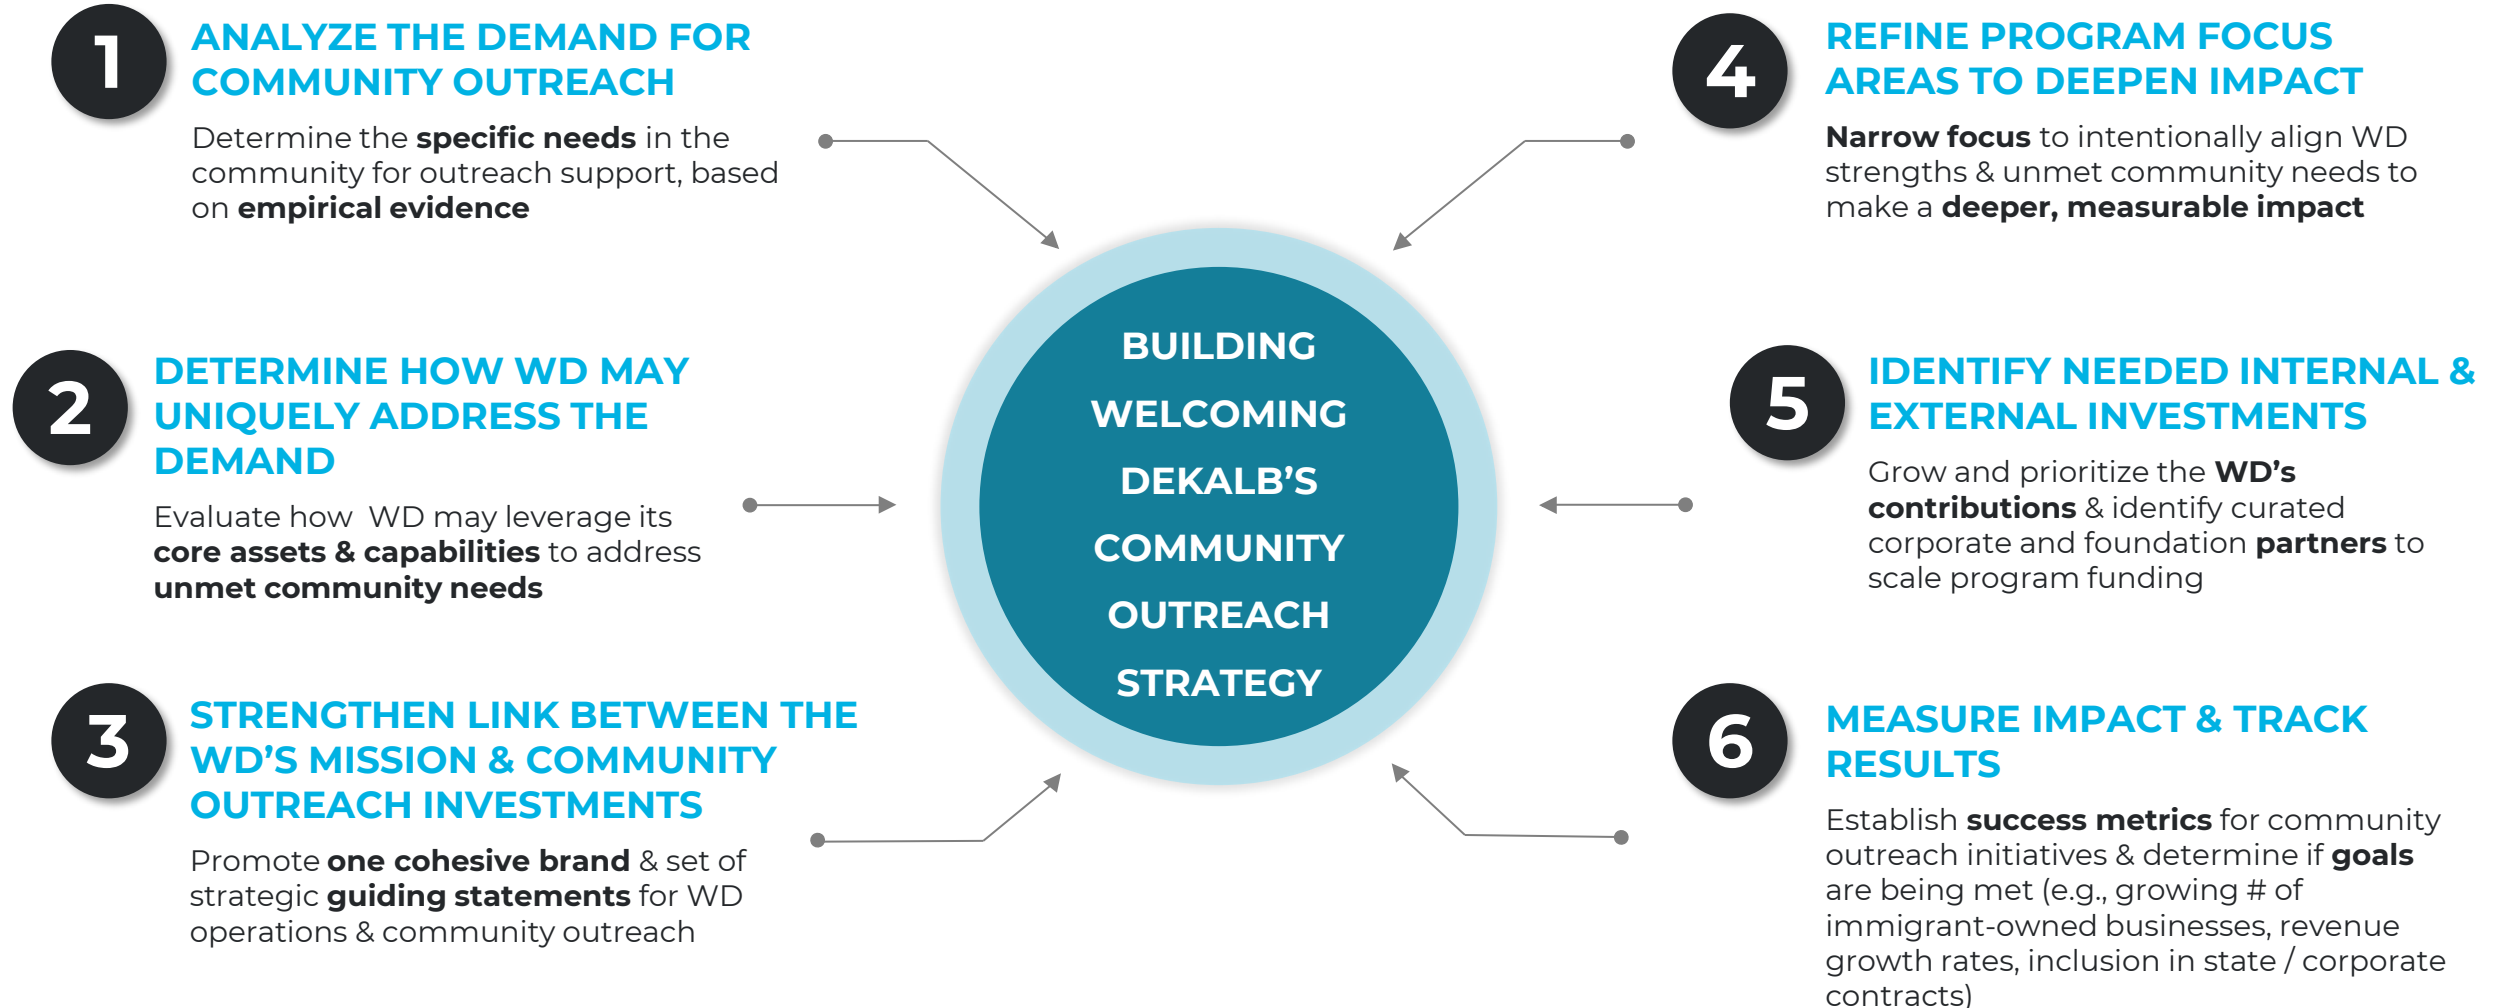 1
ANALYZE THE DEMAND FOR
COMMUNITY OUTREACH
Determine the specific needs in the
community for outreach support, based
on empirical evidence
2
DETERMINE HOW WD MAY
UNIQUELY ADDRESS THE
DEMAND
Evaluate how  WD may leverage its
core assets & capabilities to address
unmet community needs
3
STRENGTHEN LINK BETWEEN THE
WD’S MISSION & COMMUNITY
OUTREACH INVESTMENTS
Promote one cohesive brand & set of
strategic guiding statements for WD
operations & community outreach
BUILDING
WELCOMING
DEKALB’S
COMMUNITY
OUTREACH
STRATEGY
4
REFINE PROGRAM FOCUS
AREAS TO DEEPEN IMPACT
Narrow focus to intentionally align WD
strengths & unmet community needs to
make a deeper, measurable impact
5
IDENTIFY NEEDED INTERNAL &
EXTERNAL INVESTMENTS
Grow and prioritize the WD’s
contributions & identify curated
corporate and foundation partners to
scale program funding
6
MEASURE IMPACT & TRACK
RESULTS
Establish success metrics for community
outreach initiatives & determine if goals
are being met (e.g., growing # of
immigrant-owned businesses, revenue
growth rates, inclusion in state / corporate
contracts)